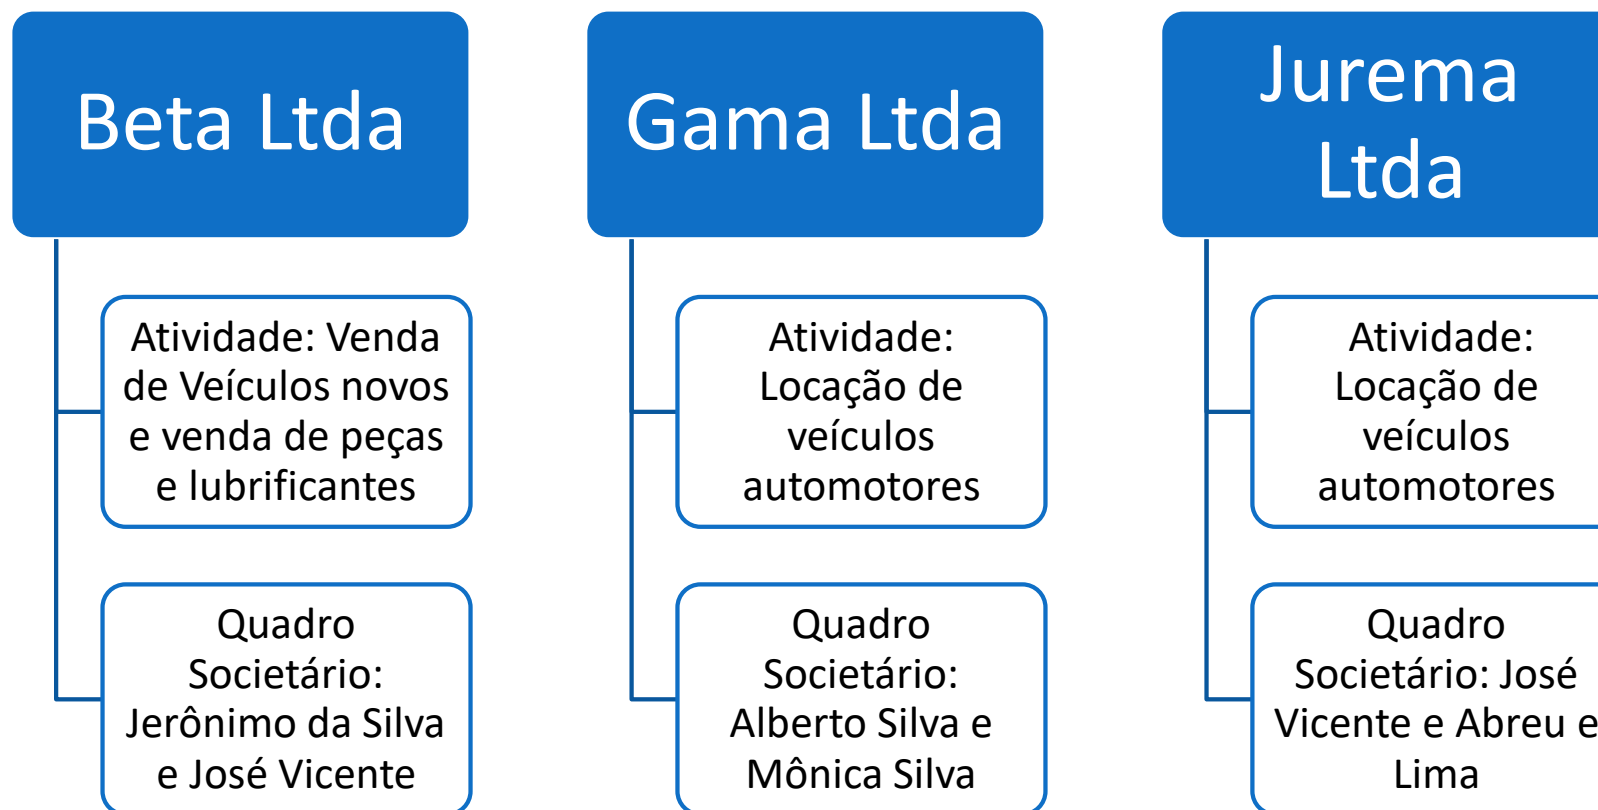 Beta Ltda
Atividade: Venda
de Veículos novos
e venda de peças
e lubrificantes
Quadro
Societário:
Jerônimo da Silva
e José Vicente
Gama Ltda
Atividade:
Locação de
veículos
automotores
Quadro
Societário:
Alberto Silva e
Mônica Silva
Jurema
Ltda
Atividade:
Locação de
veículos
automotores
Quadro
Societário: José
Vicente e Abreu e
Lima